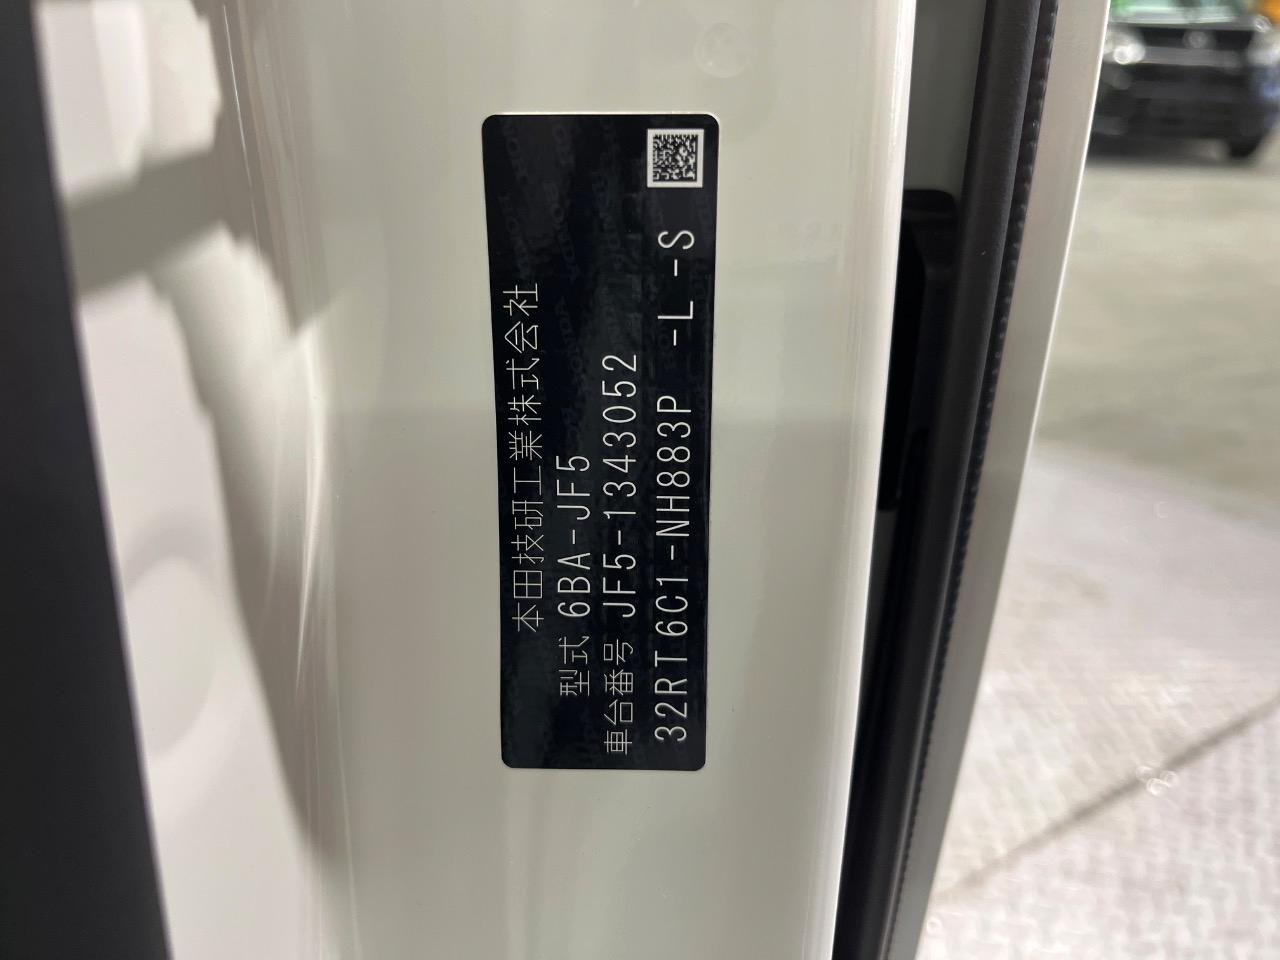 本田技研工業株式会社
型式 6BA-JF5
車台番号 JF5-1343052
32RT6C1-NH883P -L -S